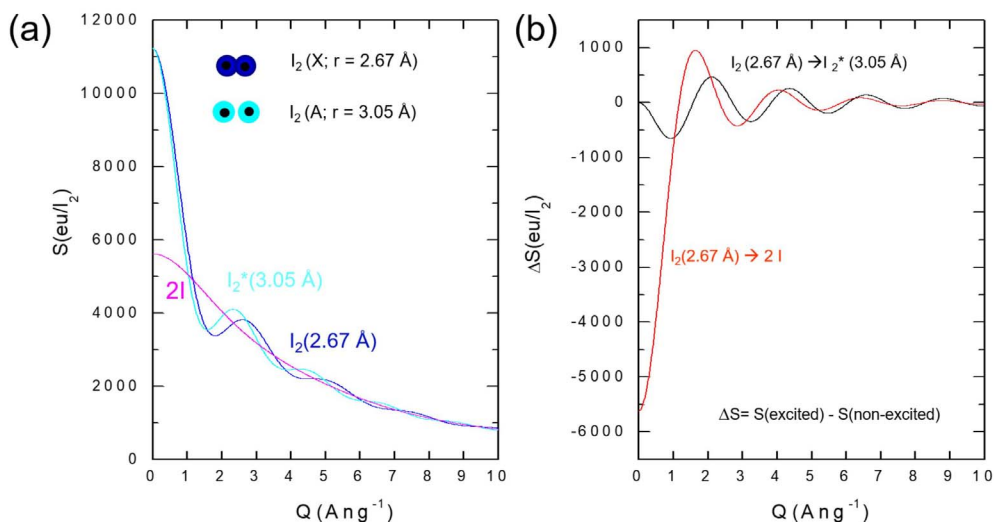 (a)
12000
10000
8000
6000
4000
2000
0
S(eu/I₂)
I₂(X; r = 2.67 Å)
I₂(A; r = 3.05 Å)
2I
I₂*(3.05 Å)
I₂(2.67 Å)
0 1 2 3 4 5 6 7 8 9 10
Q (Ang⁻¹)
(b)
1000
0
-1000
-2000
-3000
-4000
-5000
-6000
ΔS(eu/I₂)
I₂(2.67 Å) → I₂*(3.05 Å)
I₂(2.67 Å) → 2 I
ΔS= S(excited) - S(non-excited)
0 1 2 3 4 5 6 7 8 9 10
Q (Ang⁻¹)